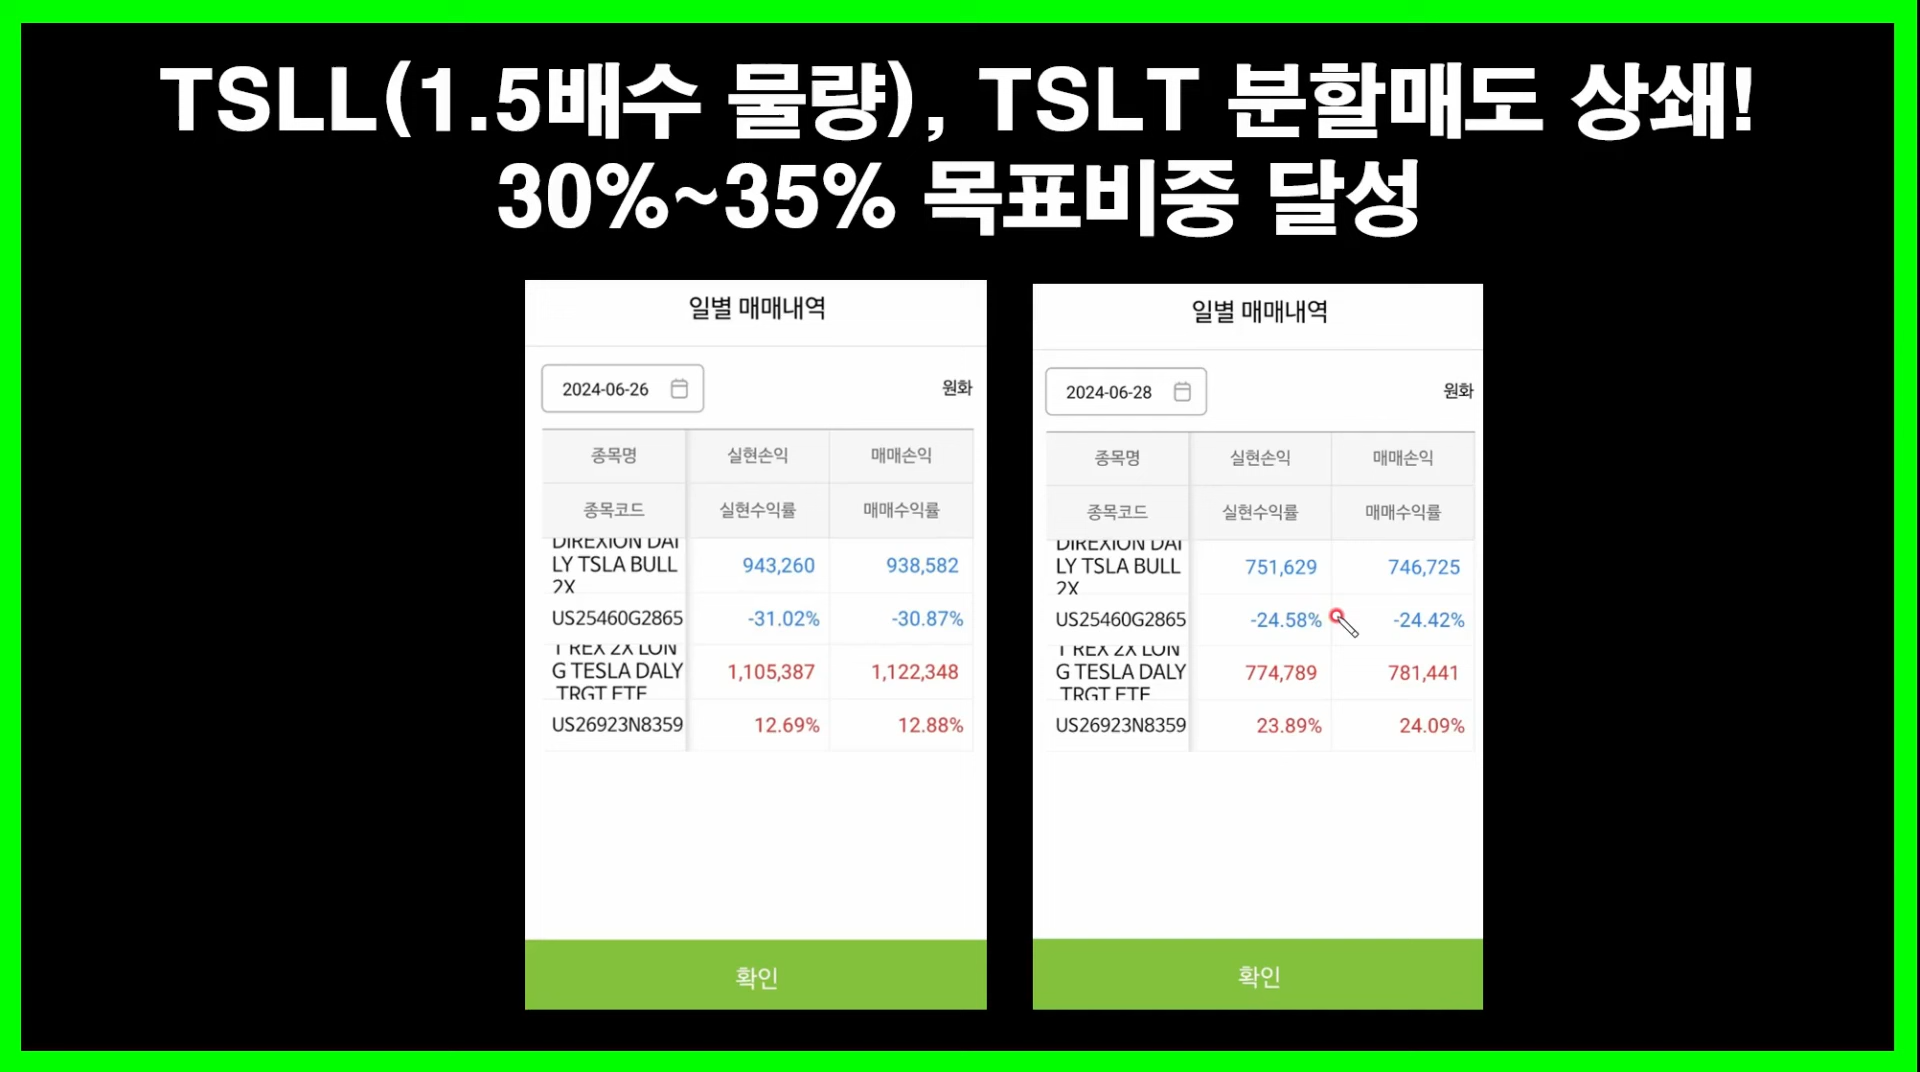 TSLL(1.5배수 물량), TSLT 분할매도 상쇄!
30%~35% 목표비중 달성
일별 매매내역
2024-06-26
원화
종목명 실현손익 매매손익
종목코드 실현수익률 매매수익률
DIREXION DAI
LY TSLA BULL
2X
943,260 938,582
US25460G2865 -31.02% -30.87%
T REX 2X LON
G TESLA DALY
TRGT ETF
1,105,387 1,122,348
US26923N8359 12.69% 12.88%
확인
일별 매매내역
2024-06-28
원화
종목명 실현손익 매매손익
종목코드 실현수익률 매매수익률
DIREXION DAI
LY TSLA BULL
2X
751,629 746,725
US25460G2865 -24.58% -24.42%
T REX 2X LON
G TESLA DALY
TRGT ETF
774,789 781,441
US26923N8359 23.89% 24.09%
확인